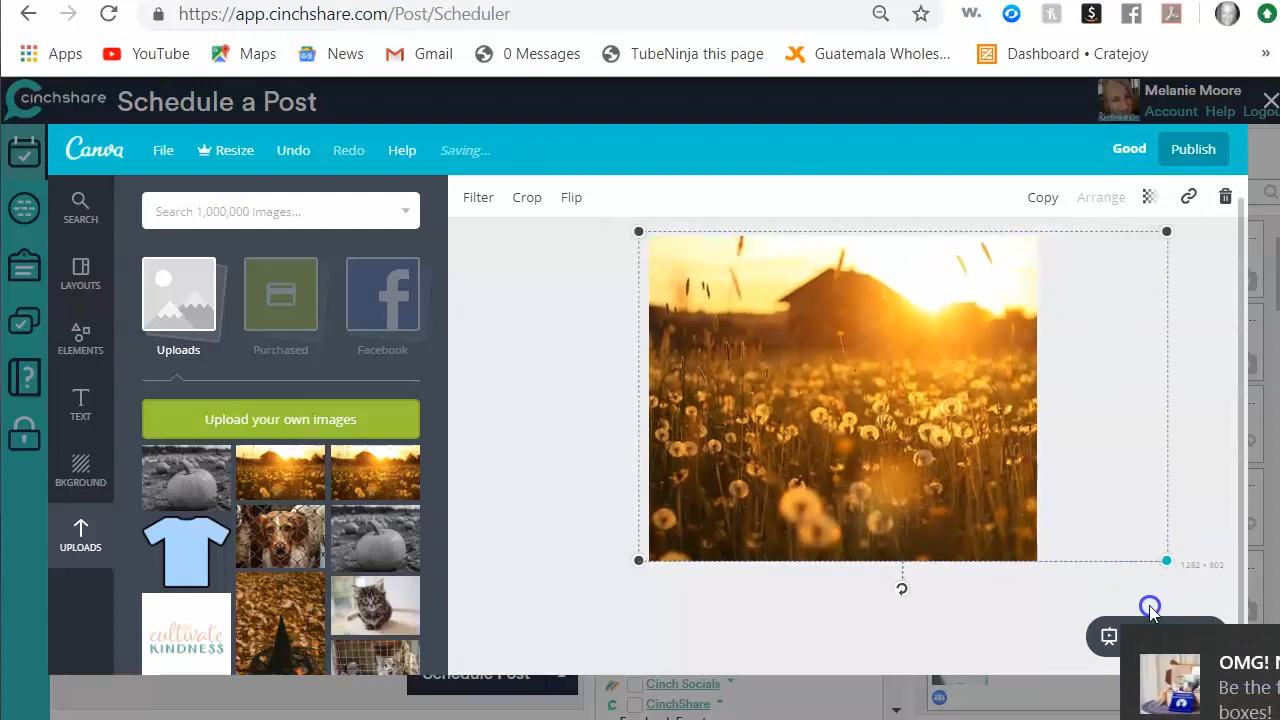 https://app.cinchshare.com/Post/Scheduler
w.
Apps YouTube Maps News Gmail 0 Messages TubeNinja this page Guatemala Wholes... Dashboard • Cratejoy »
cinchshare Schedule a Post
Melanie Moore
Account Help Logou
Canva File Resize Undo Redo Help Saving... Good Publish
SEARCH
LAYOUTS
ELEMENTS
TEXT
BKGROUND
UPLOADS
Search 1,000,000 images...
Uploads Purchased Facebook
Upload your own images
cultivate
KINDNESS
Filter Crop Flip Copy Arrange
1282 × 802
Schedule Post
Cinch Socials
CinchShare
OMG! N
Be the f
boxes!